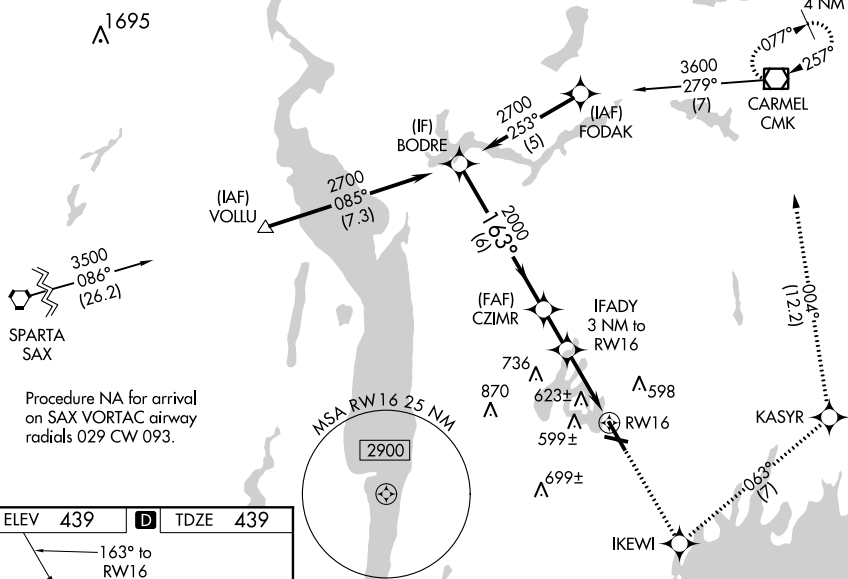 1695
4 NM
077°
257°
CARMEL
CMK
3600
279°
(7)
(IAF)
FODAK
2700
253°
(5)
(IF)
BODRE
(IAF)
VOLLU
2700
085°
(7.3)
3500
086°
(26.2)
SPARTA
SAX
2000
163°
(6)
(FAF)
CZIMR
IFADY
3 NM to
RW16
736
870
623±
598
599±
RW16
699±
004°
(12.2)
KASYR
063°
(7)
IKEWI
Procedure NA for arrival
on SAX VORTAC airway
radials 029 CW 093.
MSA RW16 25 NM
2900
ELEV 439 D TDZE 439
163° to
RW16